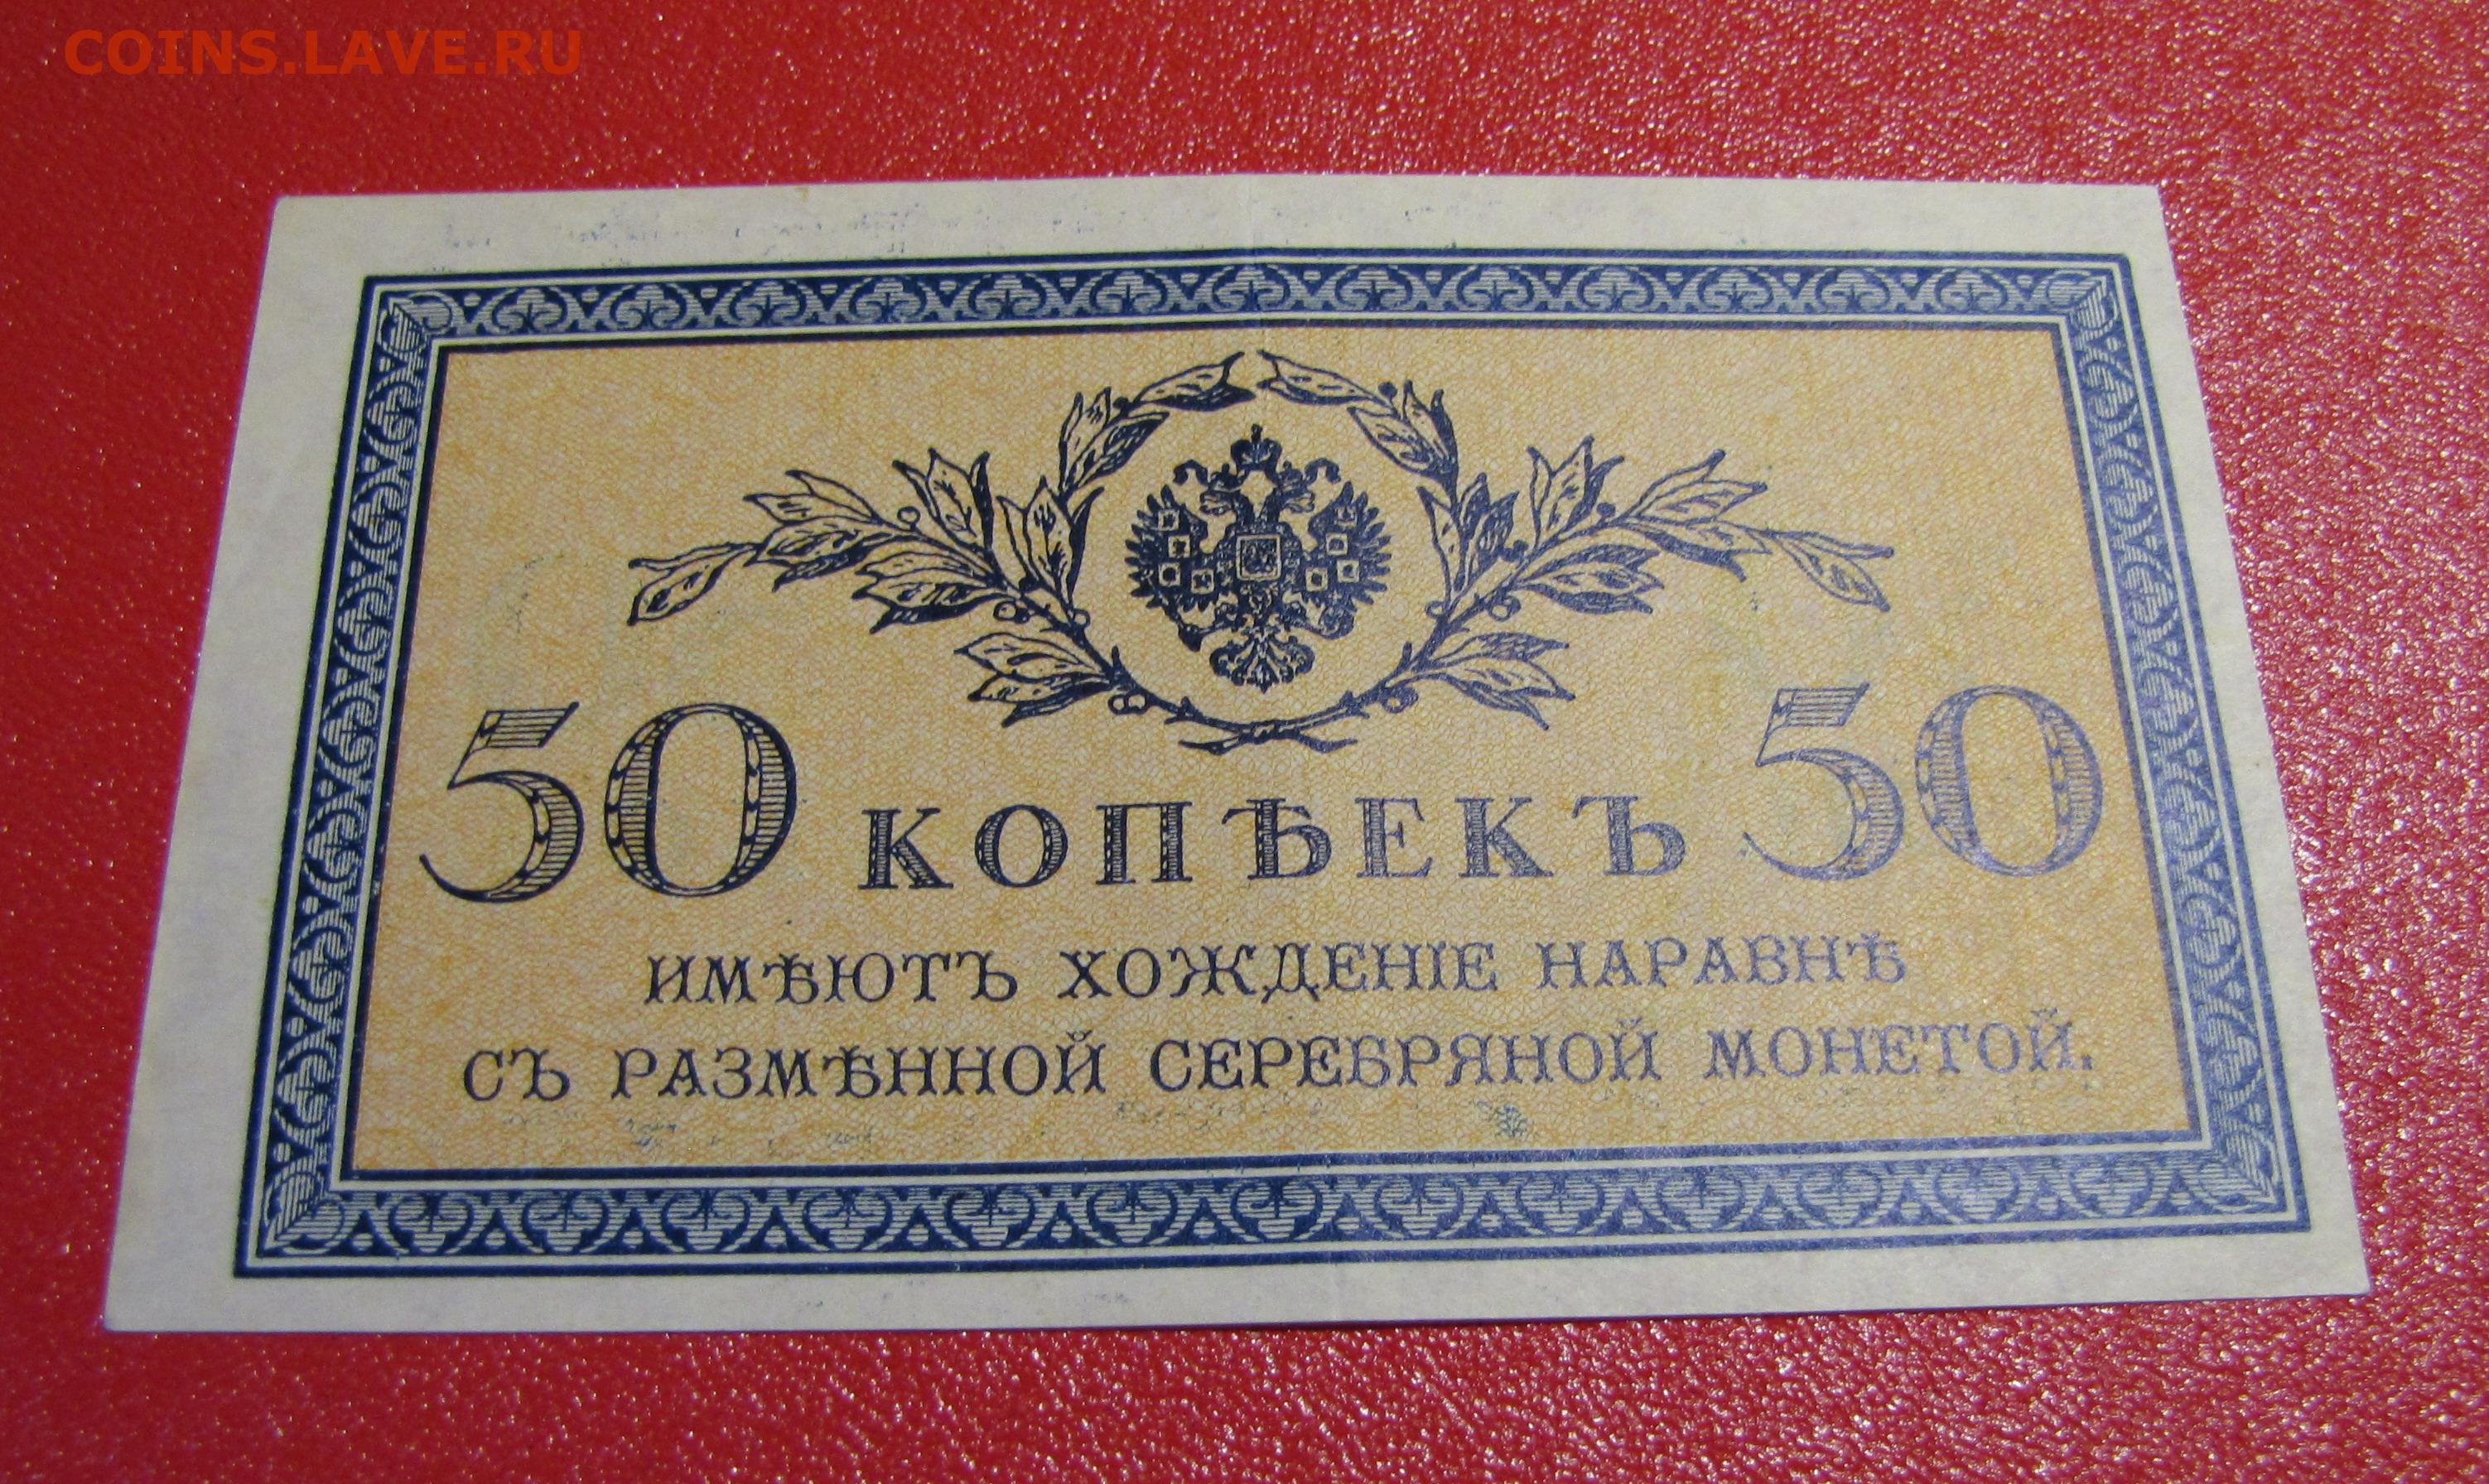 COINS.LAVE.RU
50 КОПѢЕКЪ 50
ИМѢЮТЪ ХОЖДЕНІЕ НАРАВНѢ
СЪ РАЗМѢННОЙ СЕРЕБРЯНОЙ МОНЕТОЙ.